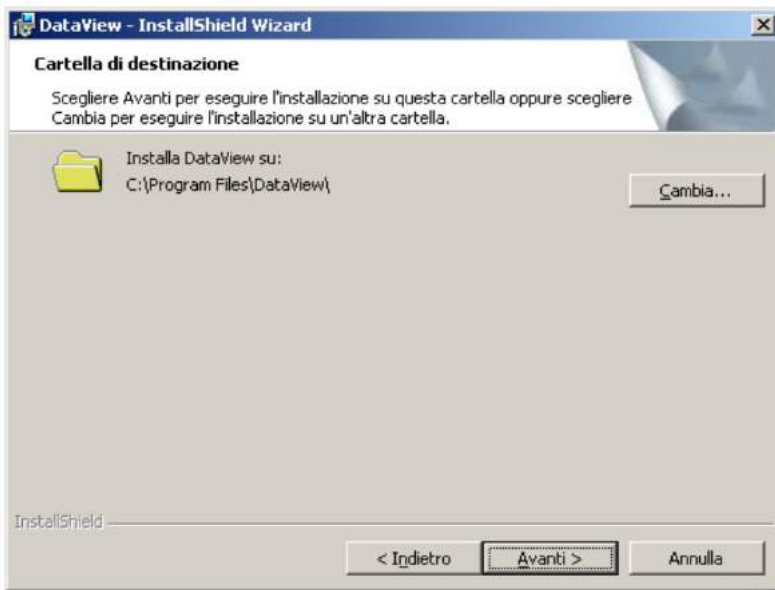 DataView - InstallShield Wizard
Cartella di destinazione
Scegliere Avanti per eseguire l'installazione su questa cartella oppure scegliere
Cambia per eseguire l'installazione su un'altra cartella.
Installa DataView su:
C:\Program Files\DataView\
Cambia...
InstallShield
< Indietro
Avanti >
Annulla